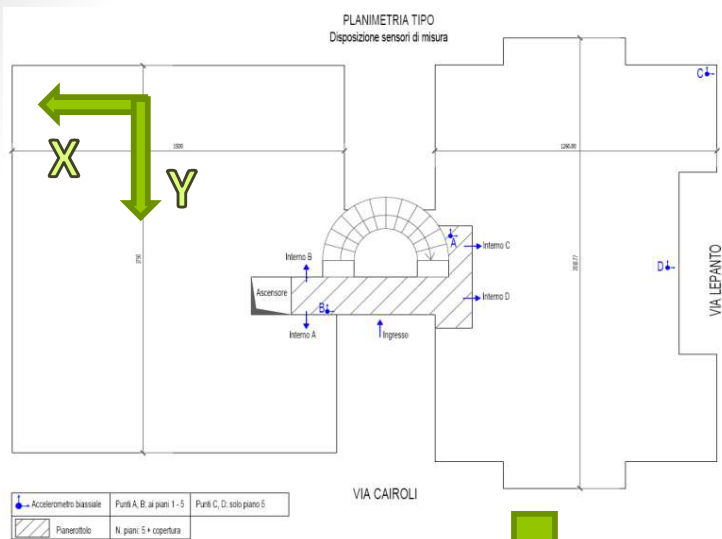 PLANIMETRIA TIPO
Disposizione sensori di misura
C
X
1500
1260.00
Y
A
Interno B
Interno C
D
VIA LEPANTO
Ascensore
Interno D
B
Interno A
Ingresso
VIA CAIROLI
Accelerometro biassiale Punti A, B: ai piani 1 - 5 Punti C, D: solo piano 5
Pianerottolo N. piani: 5 + copertura